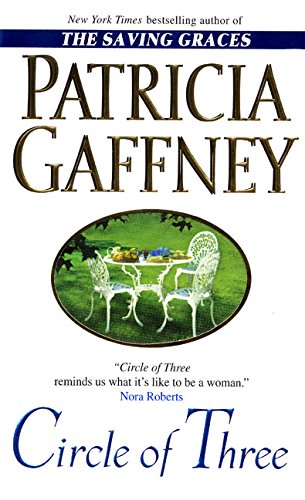 New York Times bestselling author of
THE SAVING GRACES
PATRICIA
GAFFNEY
“Circle of Three
reminds us what it’s like to be a woman.”
Nora Roberts
Circle of Three